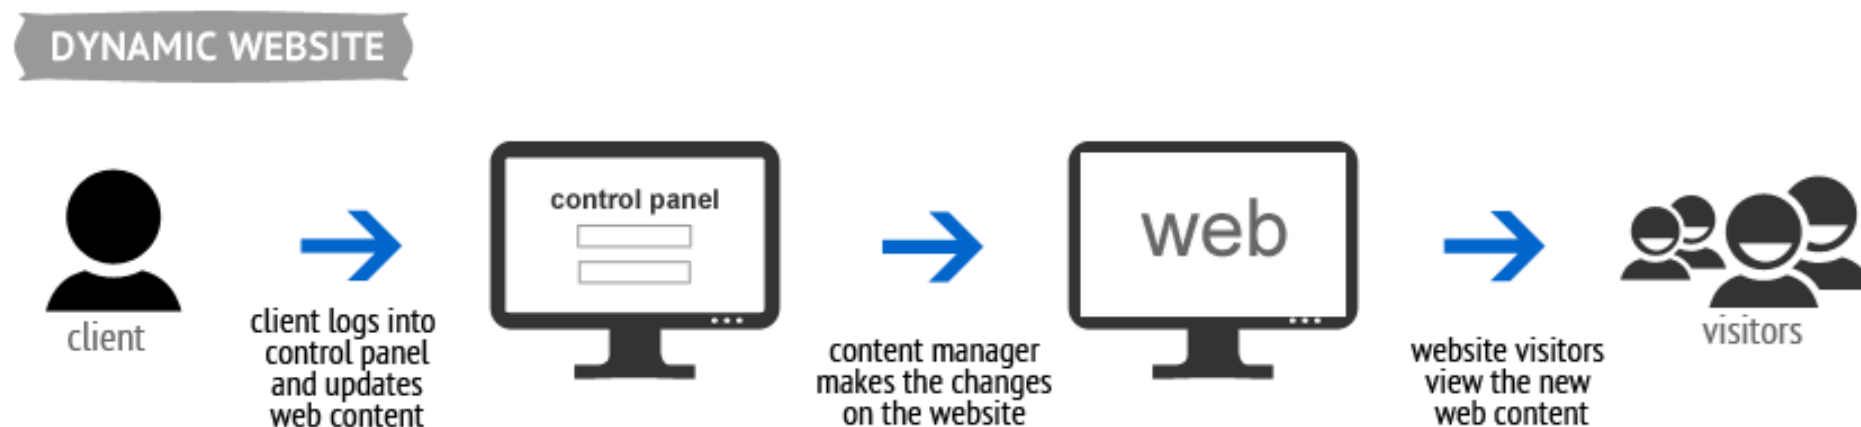 DYNAMIC WEBSITE
client
client logs into
control panel
and updates
web content
control panel
content manager
makes the changes
on the website
web
website visitors
view the new
web content
visitors